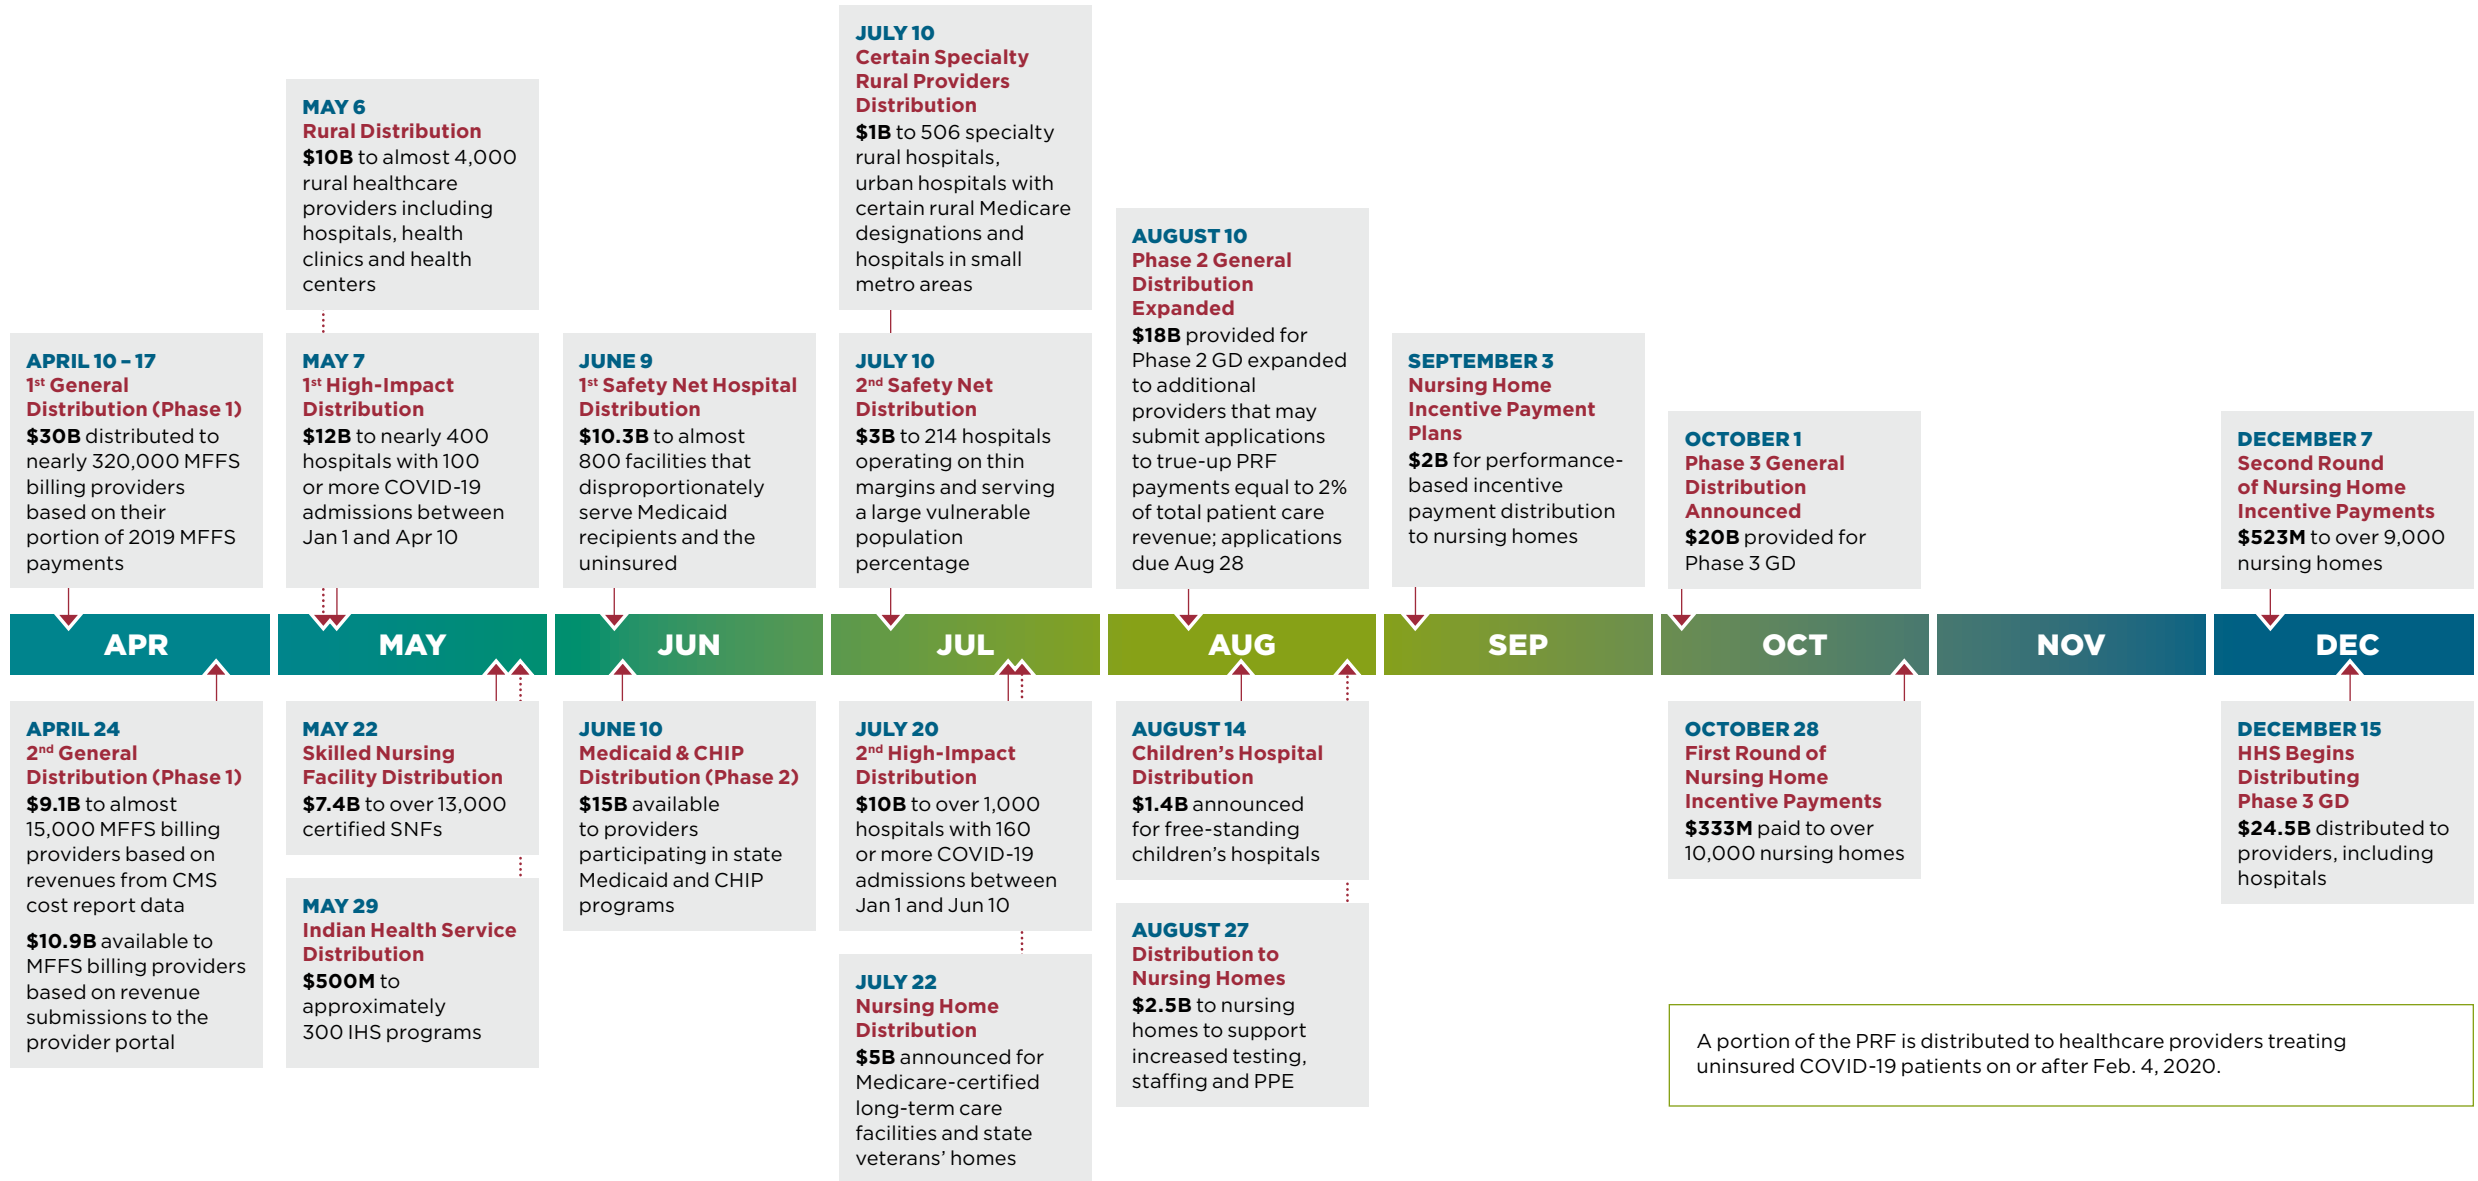 APRIL 10 – 17
1st General
Distribution (Phase 1)
$30B distributed to
nearly 320,000 MFFS
billing providers
based on their
portion of 2019 MFFS
payments
MAY 6
Rural Distribution
$10B to almost 4,000
rural healthcare
providers including
hospitals, health
clinics and health
centers
MAY 7
1st High-Impact
Distribution
$12B to nearly 400
hospitals with 100
or more COVID-19
admissions between
Jan 1 and Apr 10
JUNE 9
1st Safety Net Hospital
Distribution
$10.3B to almost
800 facilities that
disproportionately
serve Medicaid
recipients and the
uninsured
JULY 10
Certain Specialty
Rural Providers
Distribution
$1B to 506 specialty
rural hospitals,
urban hospitals with
certain rural Medicare
designations and
hospitals in small
metro areas
JULY 10
2nd Safety Net
Distribution
$3B to 214 hospitals
operating on thin
margins and serving
a large vulnerable
population
percentage
AUGUST 10
Phase 2 General
Distribution
Expanded
$18B provided for
Phase 2 GD expanded
to additional
providers that may
submit applications
to true-up PRF
payments equal to 2%
of total patient care
revenue; applications
due Aug 28
SEPTEMBER 3
Nursing Home
Incentive Payment
Plans
$2B for performance-
based incentive
payment distribution
to nursing homes
OCTOBER 1
Phase 3 General
Distribution
Announced
$20B provided for
Phase 3 GD
DECEMBER 7
Second Round
of Nursing Home
Incentive Payments
$523M to over 9,000
nursing homes
APR
MAY
JUN
JUL
AUG
SEP
OCT
NOV
DEC
APRIL 24
2nd General
Distribution (Phase 1)
$9.1B to almost
15,000 MFFS billing
providers based on
revenues from CMS
cost report data
$10.9B available to
MFFS billing providers
based on revenue
submissions to the
provider portal
MAY 22
Skilled Nursing
Facility Distribution
$7.4B to over 13,000
certified SNFs
MAY 29
Indian Health Service
Distribution
$500M to
approximately
300 IHS programs
JUNE 10
Medicaid & CHIP
Distribution (Phase 2)
$15B available
to providers
participating in state
Medicaid and CHIP
programs
JULY 20
2nd High-Impact
Distribution
$10B to over 1,000
hospitals with 160
or more COVID-19
admissions between
Jan 1 and Jun 10
JULY 22
Nursing Home
Distribution
$5B announced for
Medicare-certified
long-term care
facilities and state
veterans’ homes
AUGUST 14
Children’s Hospital
Distribution
$1.4B announced
for free-standing
children’s hospitals
AUGUST 27
Distribution to
Nursing Homes
$2.5B to nursing
homes to support
increased testing,
staffing and PPE
OCTOBER 28
First Round of
Nursing Home
Incentive Payments
$333M paid to over
10,000 nursing homes
DECEMBER 15
HHS Begins
Distributing
Phase 3 GD
$24.5B distributed to
providers, including
hospitals
A portion of the PRF is distributed to healthcare providers treating
uninsured COVID-19 patients on or after Feb. 4, 2020.